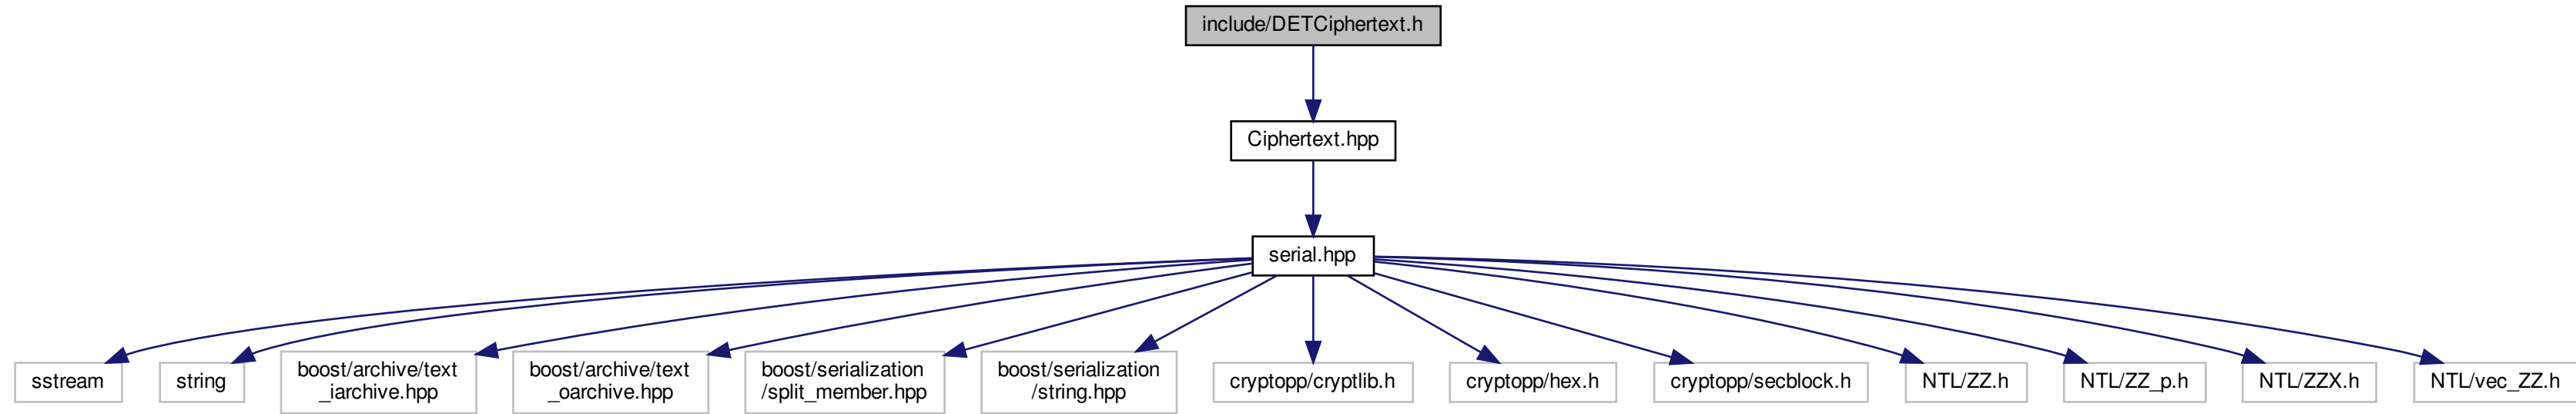 include/DETCiphertext.h
Ciphertext.hpp
serial.hpp
sstream
string
boost/archive/text
_iarchive.hpp
boost/archive/text
_oarchive.hpp
boost/serialization
/split_member.hpp
boost/serialization
/string.hpp
cryptopp/cryptlib.h
cryptopp/hex.h
cryptopp/secblock.h
NTL/ZZ.h
NTL/ZZ_p.h
NTL/ZZX.h
NTL/vec_ZZ.h